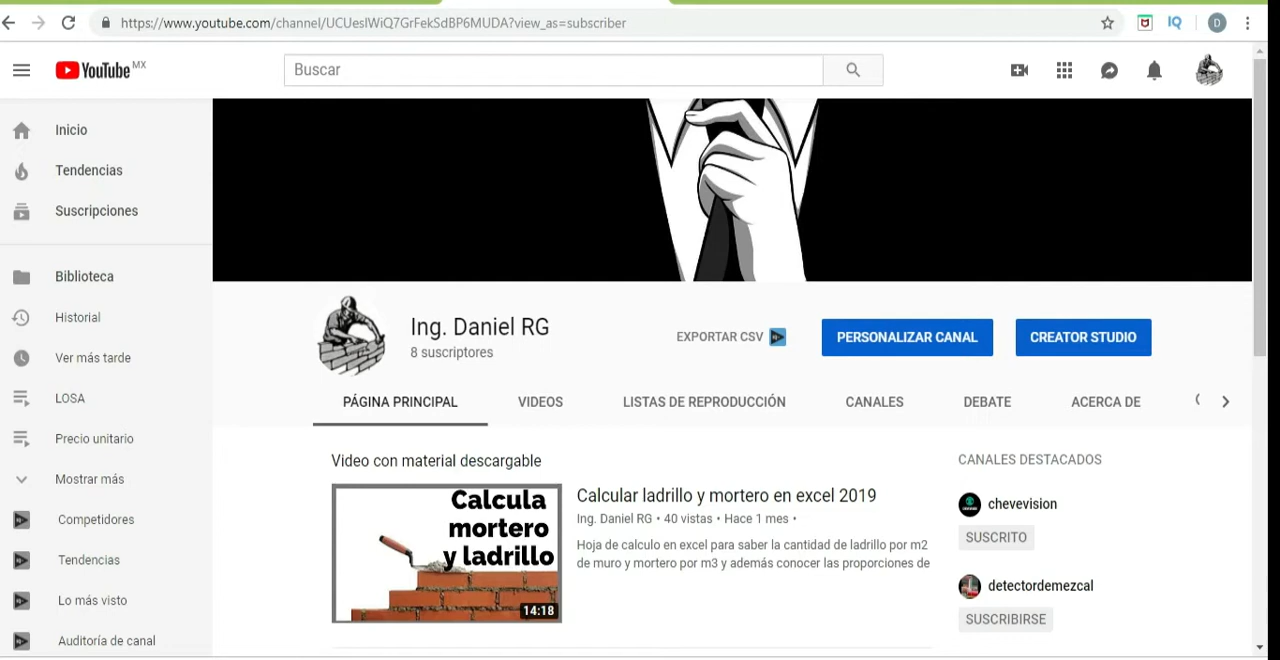 https://www.youtube.com/channel/UCUeslWiQ7GrFekSdBP6MUDA?view_as=subscriber
IQ
D
YouTube MX
Buscar
Inicio
Tendencias
Suscripciones
Biblioteca
Historial
Ver más tarde
LOSA
Precio unitario
Mostrar más
Competidores
Tendencias
Lo más visto
Auditoría de canal
Ing. Daniel RG
8 suscriptores
EXPORTAR CSV
PERSONALIZAR CANAL
CREATOR STUDIO
PÁGINA PRINCIPAL VIDEOS LISTAS DE REPRODUCCIÓN CANALES DEBATE ACERCA DE
Video con material descargable
Calcula
mortero
y ladrillo
14:18
Calcular ladrillo y mortero en excel 2019
Ing. Daniel RG • 40 vistas • Hace 1 mes •
Hoja de calculo en excel para saber la cantidad de ladrillo por m2
de muro y mortero por m3 y además conocer las proporciones de
CANALES DESTACADOS
chevevision
SUSCRITO
detectordemezcal
SUSCRIBIRSE